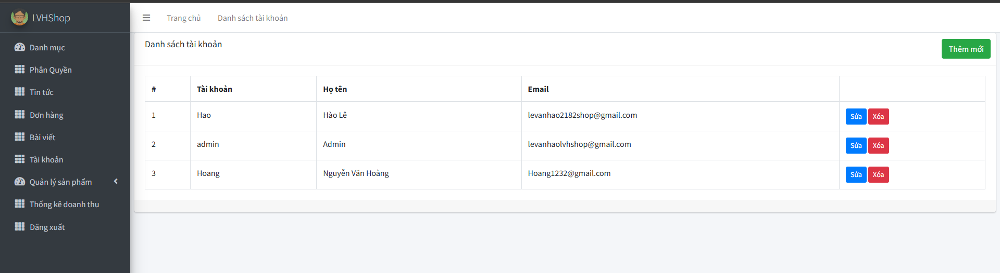 LVHShop
Trang chủ Danh sách tài khoản
Danh mục
Phân Quyền
Tin tức
Đơn hàng
Bài viết
Tài khoản
Quản lý sản phẩm
Thống kê doanh thu
Đăng xuất
Danh sách tài khoản
Thêm mới
# Tài khoản Họ tên Email
1 Hao Hào Lê levanhao2182shop@gmail.com Sửa Xóa
2 admin Admin levanhaolvhshop@gmail.com Sửa Xóa
3 Hoang Nguyễn Văn Hoàng Hoang1232@gmail.com Sửa Xóa